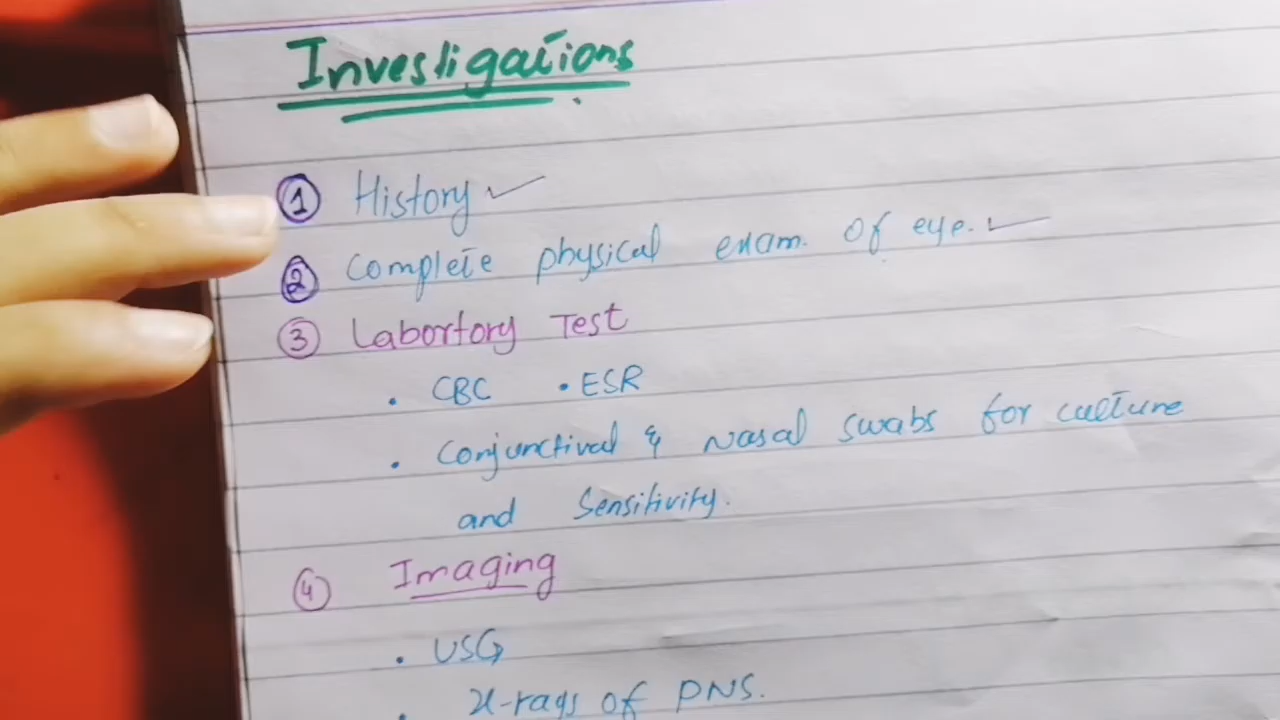 Investigations
① History ✓
② Complete physical exam. of eye. ✓
③ Labortory Test
• CBC • ESR
• Conjunctival & Nasal swabs for culture
and Sensitivity.
④ Imaging
• USG
• X-rays of PNS.